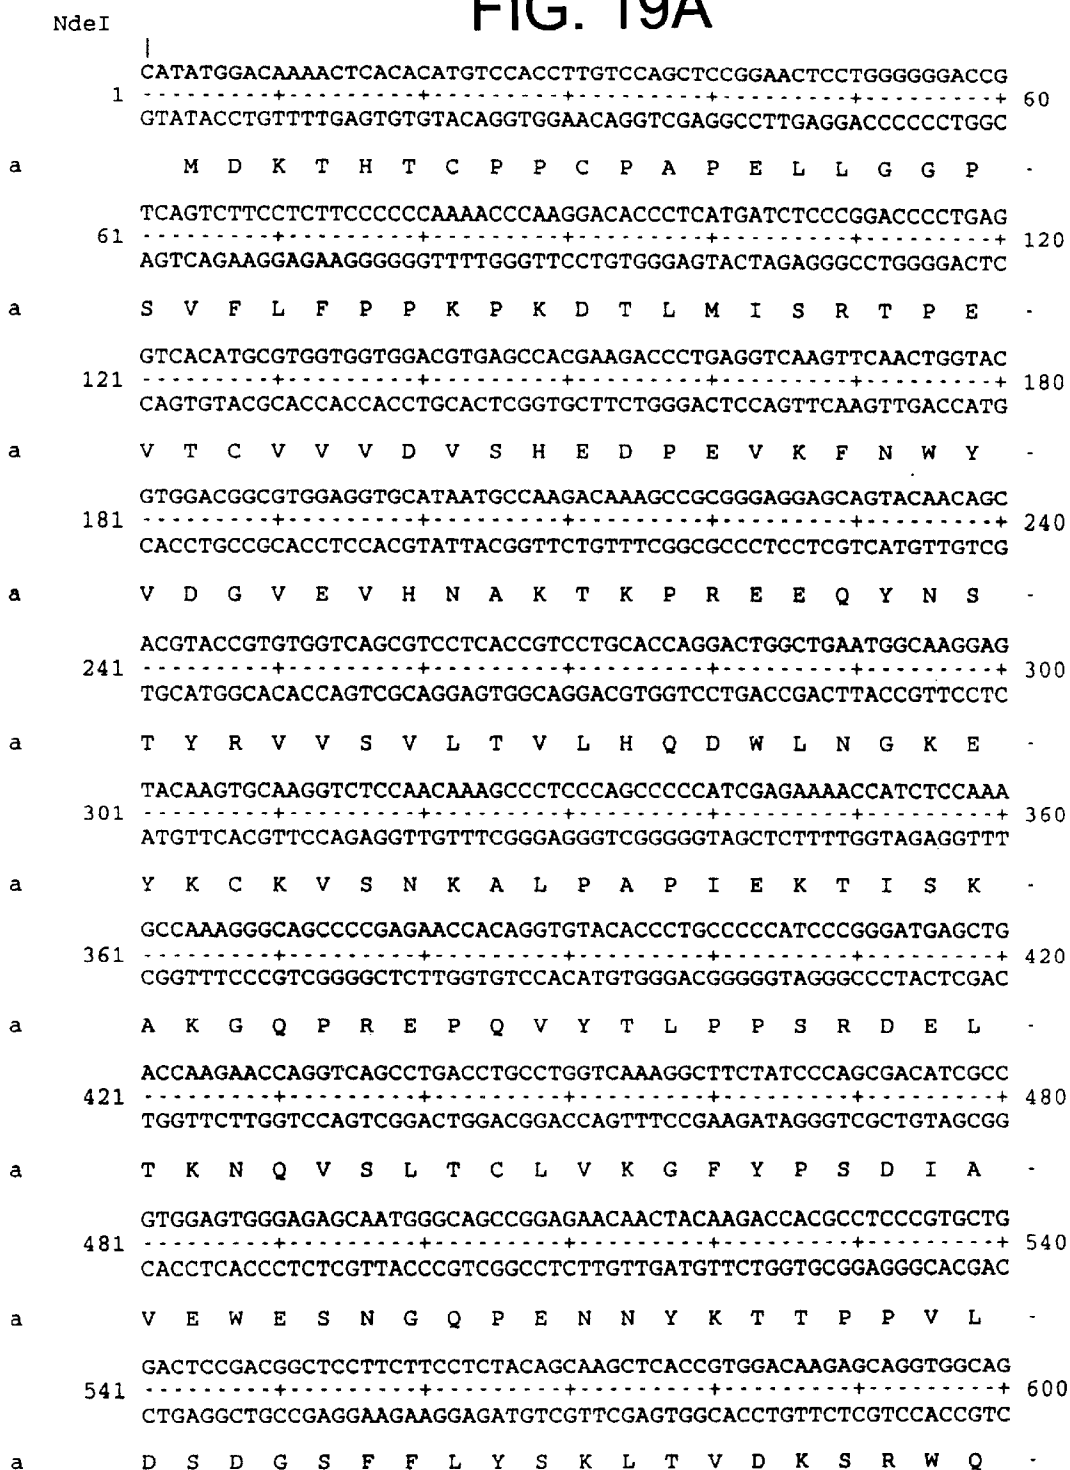 FIG. 19A
NdeI
|
CATATGGACAAAACTCACACATGTCCACCTTGTCCAGCTCCGGAACTCCTGGGGGGACCG
1 ---------+---------+---------+---------+---------+---------+ 60
GTATACCTGTTTTGAGTGTGTACAGGTGGAACAGGTCGAGGCCTTGAGGACCCCCCTGGC
a M D K T H T C P P C P A P E L L G G P -
TCAGTCTTCCTCTTCCCCCCAAAACCCAAGGACACCCTCATGATCTCCCGGACCCCTGAG
61 ---------+---------+---------+---------+---------+---------+ 120
AGTCAGAAGGAGAAGGGGGGTTTTGGGTTCCTGTGGGAGTACTAGAGGGCCTGGGGACTC
a S V F L F P P K P K D T L M I S R T P E -
GTCACATGCGTGGTGGTGGACGTGAGCCACGAAGACCCTGAGGTCAAGTTCAACTGGTAC
121 ---------+---------+---------+---------+---------+---------+ 180
CAGTGTACGCACCACCACCTGCACTCGGTGCTTCTGGGACTCCAGTTCAAGTTGACCATG
a V T C V V V D V S H E D P E V K F N W Y -
GTGGACGGCGTGGAGGTGCATAATGCCAAGACAAAGCCGCGGGAGGAGCAGTACAACAGC
181 ---------+---------+---------+---------+---------+---------+ 240
CACCTGCCGCACCTCCACGTATTACGGTTCTGTTTCGGCGCCCTCCTCGTCATGTTGTCG
a V D G V E V H N A K T K P R E E Q Y N S -
ACGTACCGTGTGGTCAGCGTCCTCACCGTCCTGCACCAGGACTGGCTGAATGGCAAGGAG
241 ---------+---------+---------+---------+---------+---------+ 300
TGCATGGCACACCAGTCGCAGGAGTGGCAGGACGTGGTCCTGACCGACTTACCGTTCCTC
a T Y R V V S V L T V L H Q D W L N G K E -
TACAAGTGCAAGGTCTCCAACAAAGCCCTCCCAGCCCCCATCGAGAAAACCATCTCCAAA
301 ---------+---------+---------+---------+---------+---------+ 360
ATGTTCACGTTCCAGAGGTTGTTTCGGGAGGGTCGGGGGTAGCTCTTTTGGTAGAGGTTT
a Y K C K V S N K A L P A P I E K T I S K -
GCCAAAGGGCAGCCCCGAGAACCACAGGTGTACACCCTGCCCCCATCCCGGGATGAGCTG
361 ---------+---------+---------+---------+---------+---------+ 420
CGGTTTCCCGTCGGGGCTCTTGGTGTCCACATGTGGGACGGGGGTAGGGCCCTACTCGAC
a A K G Q P R E P Q V Y T L P P S R D E L -
ACCAAGAACCAGGTCAGCCTGACCTGCCTGGTCAAAGGCTTCTATCCCAGCGACATCGCC
421 ---------+---------+---------+---------+---------+---------+ 480
TGGTTCTTGGTCCAGTCGGACTGGACGGACCAGTTTCCGAAGATAGGGTCGCTGTAGCGG
a T K N Q V S L T C L V K G F Y P S D I A -
GTGGAGTGGGAGAGCAATGGGCAGCCGGAGAACAACTACAAGACCACGCCTCCCGTGCTG
481 ---------+---------+---------+---------+---------+---------+ 540
CACCTCACCCTCTCGTTACCCGTCGGCCTCTTGTTGATGTTCTGGTGCGGAGGGCACGAC
a V E W E S N G Q P E N N Y K T T P P V L -
GACTCCGACGGCTCCTTCTTCCTCTACAGCAAGCTCACCGTGGACAAGAGCAGGTGGCAG
541 ---------+---------+---------+---------+---------+---------+ 600
CTGAGGCTGCCGAGGAAGAAGGAGATGTCGTTCGAGTGGCACCTGTTCTCGTCCACCGTC
a D S D G S F F L Y S K L T V D K S R W Q -